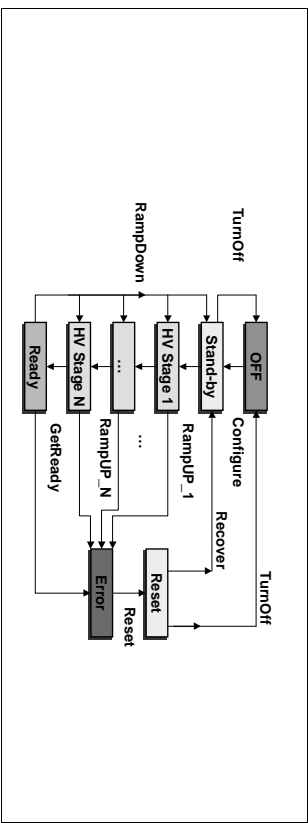 OFF
TurnOff
Configure
TurnOff
Stand-by
Recover
HV Stage 1
RampUP_1
Reset
....
...
Reset
RampDown
HV Stage N
RampUP_N
Error
Ready
GetReady